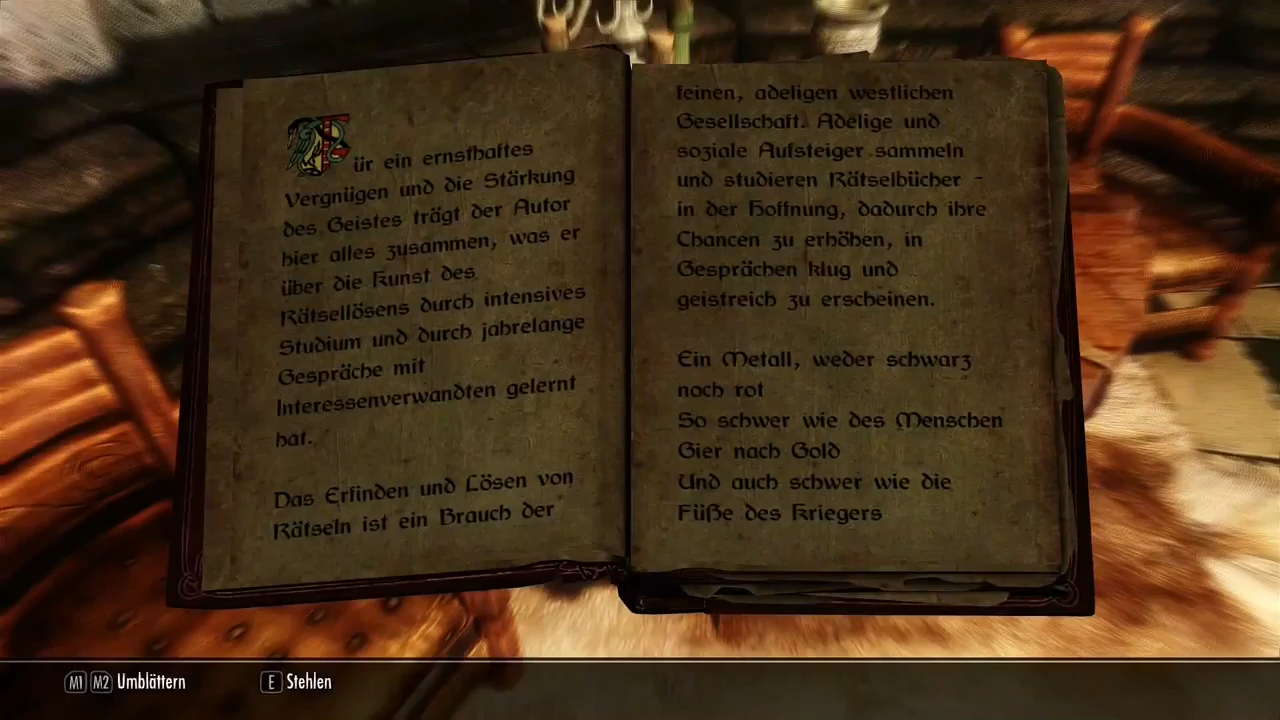 Für ein ernsthaftes
Vergnügen und die Stärkung
des Geistes trägt der Autor
hier alles zusammen, was er
über die Kunst des
Rätsellösens durch intensives
Studium und durch jahrelange
Gespräche mit
Interessenverwandten gelernt
hat.
Das Erfinden und Lösen von
Rätseln ist ein Brauch der
feinen, adeligen westlichen
Gesellschaft. Adelige und
soziale Aufsteiger sammeln
und studieren Rätselbücher -
in der Hoffnung, dadurch ihre
Chancen zu erhöhen, in
Gesprächen klug und
geistreich zu erscheinen.
Ein Metall, weder schwarz
noch rot
So schwer wie des Menschen
Gier nach Gold
Und auch schwer wie die
Füße des Kriegers
M1 M2 Umblättern
E Stehlen